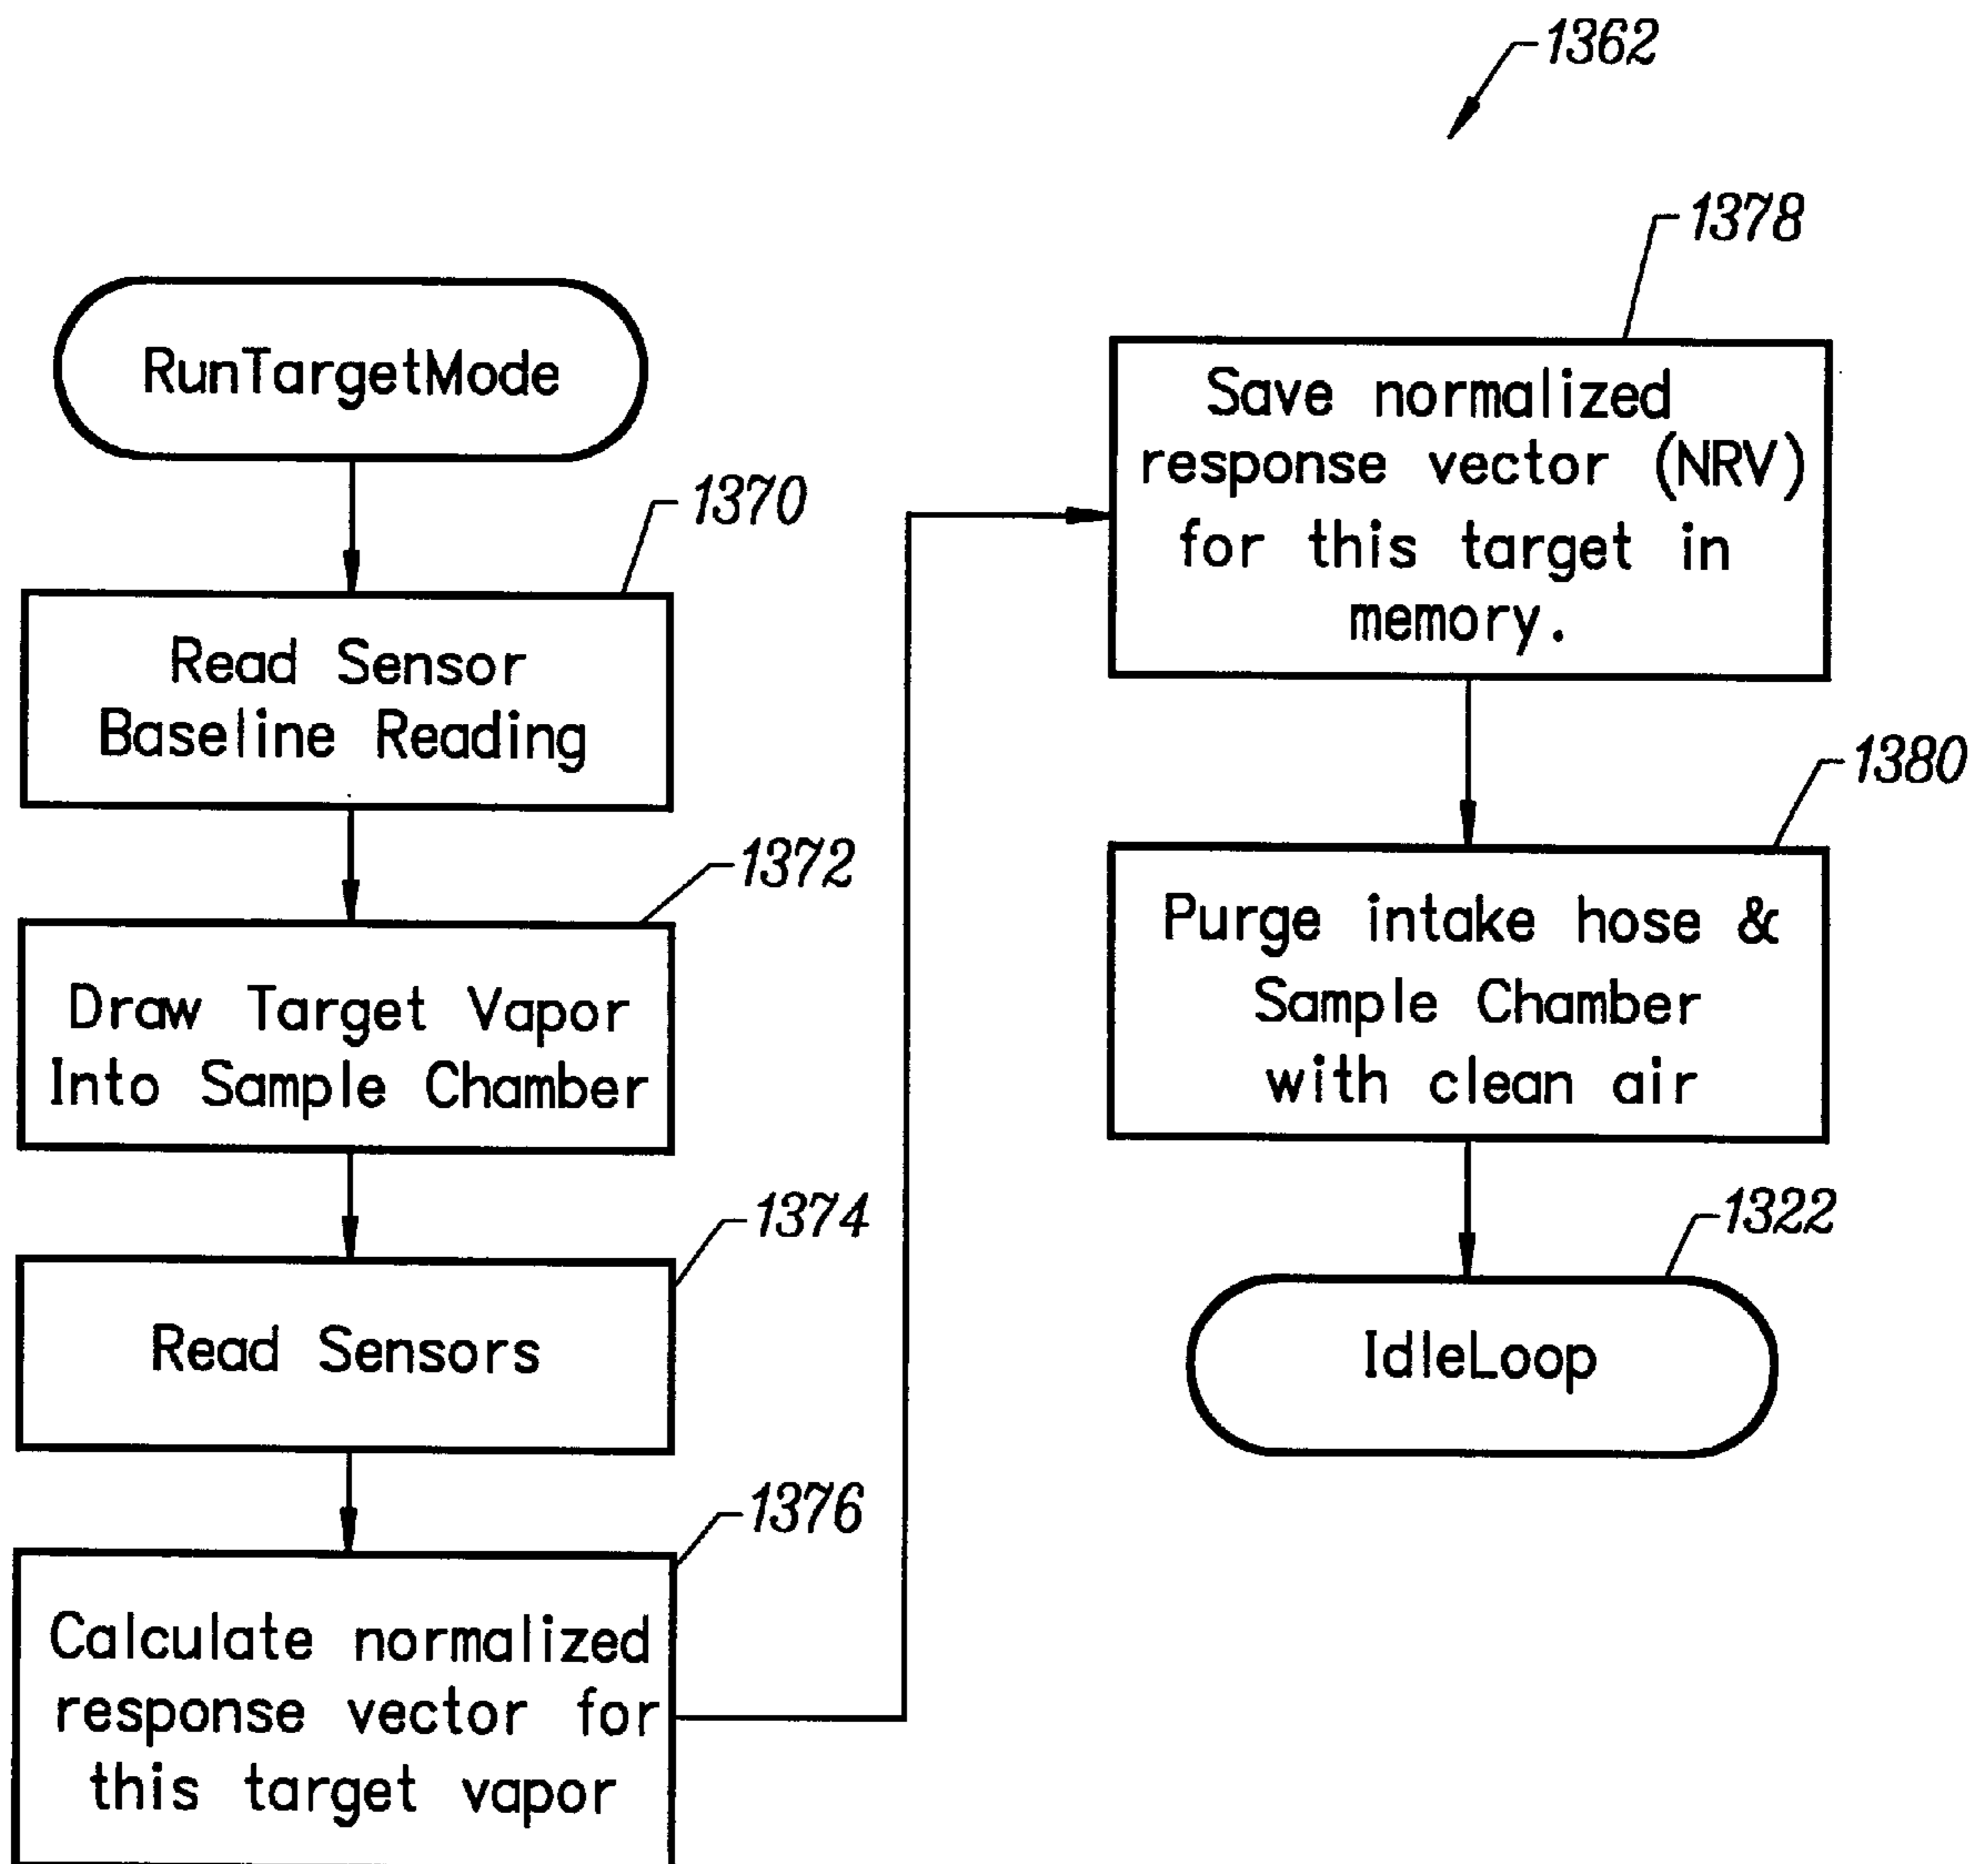 1362
RunTargetMode
1370
Read Sensor
Baseline Reading
1372
Draw Target Vapor
Into Sample Chamber
1374
Read Sensors
1376
Calculate normalized
response vector for
this target vapor
1378
Save normalized
response vector (NRV)
for this target in
memory.
1380
Purge intake hose &
Sample Chamber
with clean air
1322
IdleLoop